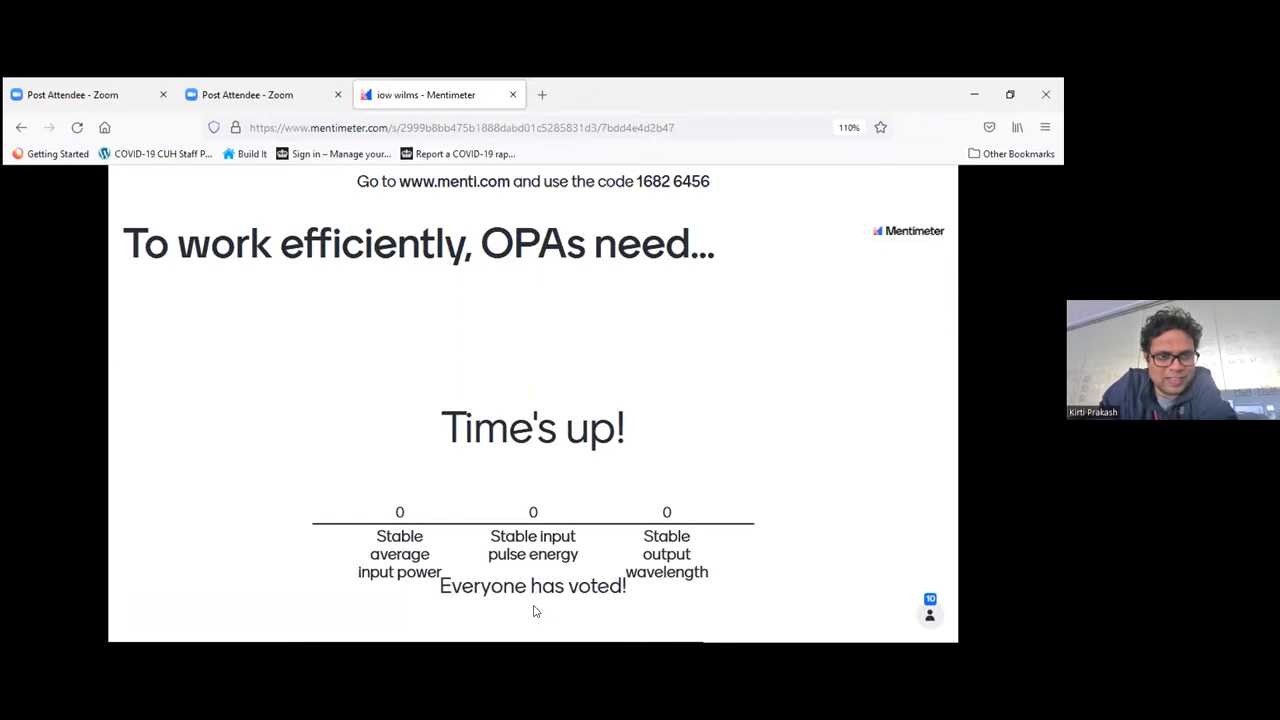 Post Attendee - Zoom
Post Attendee - Zoom
iow wilms - Mentimeter
https://www.mentimeter.com/s/2999b8bb475b1888dabd01c5285831d3/7bdd4e4d2b47
110%
Getting Started
COVID-19 CUH Staff P...
Build It
Sign in – Manage your...
Report a COVID-19 rap...
Other Bookmarks
Go to www.menti.com and use the code 1682 6456
To work efficiently, OPAs need...
Mentimeter
Time's up!
0 0 0
Stable average input power
Stable input pulse energy
Stable output wavelength
Everyone has voted!
10
Kirti Prakash